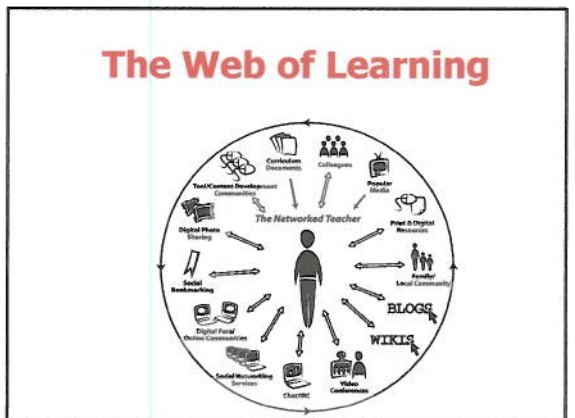 The Web of Learning
Curriculum
Documents
Colleagues
Popular
Media
Tool/Content Development
Communities
The Networked Teacher
Print & Digital
Resources
Digital Photo
Sharing
Family/
Local Community
Social
Bookmarking
BLOGS
Digital Fora/
Online Communities
WIKIS
Social Networking
Services
Chat/IRC
Video
Conferences